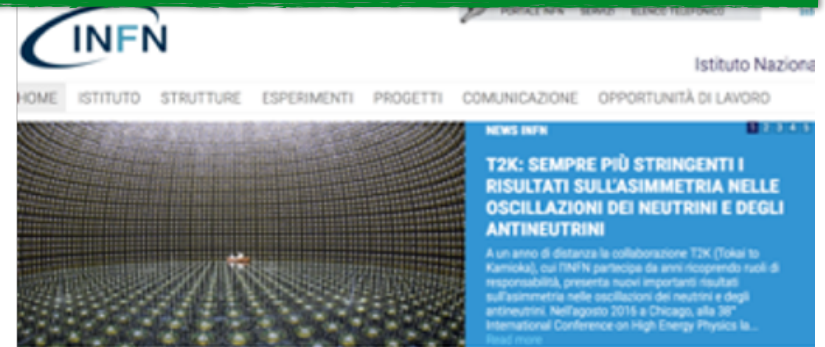 PORTALE INFN SERVIZI ELENCO TELEFONICO
INFN
Istituto Naziona
HOME ISTITUTO STRUTTURE ESPERIMENTI PROGETTI COMUNICAZIONE OPPORTUNITÀ DI LAVORO
NEWS INFN
1 2 3 4 5
T2K: SEMPRE PIÙ STRINGENTI I
RISULTATI SULL'ASIMMETRIA NELLE
OSCILLAZIONI DEI NEUTRINI E DEGLI
ANTINEUTRINI
A un anno di distanza la collaborazione T2K (Tokai to
Kamioka), cui l'INFN partecipa da anni ricoprendo ruoli di
responsabilità, presenta nuovi importanti risultati
sull'asimmetria nelle oscillazioni dei neutrini e degli
antineutrini. Nell'agosto 2016 a Chicago, alla 38°
International Conference on High Energy Physics la...
Read more